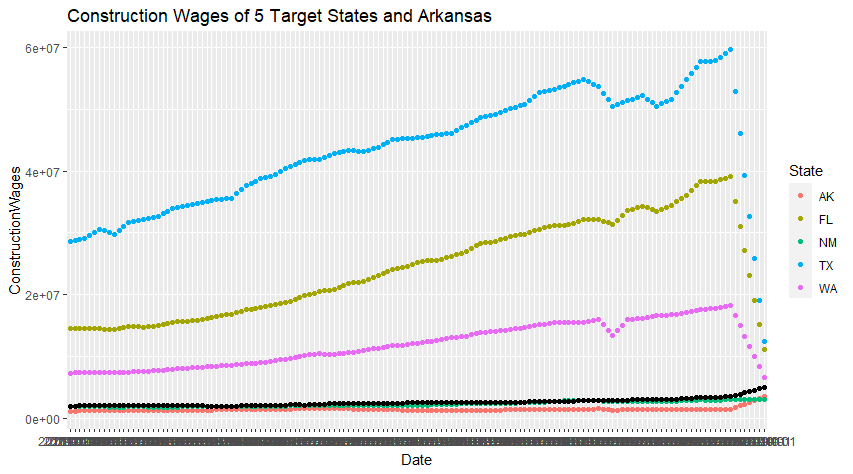 Construction Wages of 5 Target States and Arkansas
6e+07
4e+07
2e+07
0e+00
ConstructionWages
Date
State
AK
FL
NM
TX
WA